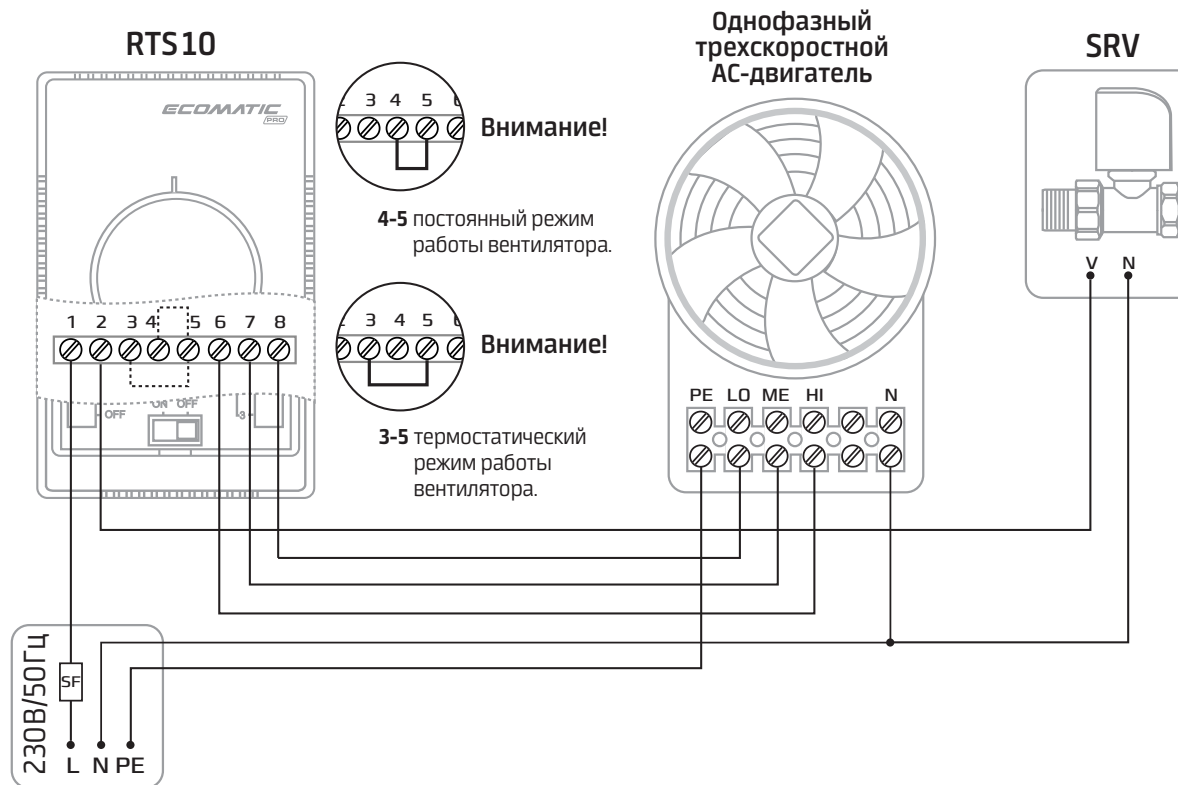 RTS10
Однофазный
трехскоростной
АС-двигатель
SRV
ECOMATIC
PRO
3 4 5 6
Внимание!
4-5 постоянный режим
работы вентилятора.
3 4 5 6
Внимание!
3-5 термостатический
режим работы
вентилятора.
1 2 3 4 5 6 7 8
OFF ON OFF 3
PE LO ME HI N
V N
230В/50Гц
SF
L N PE